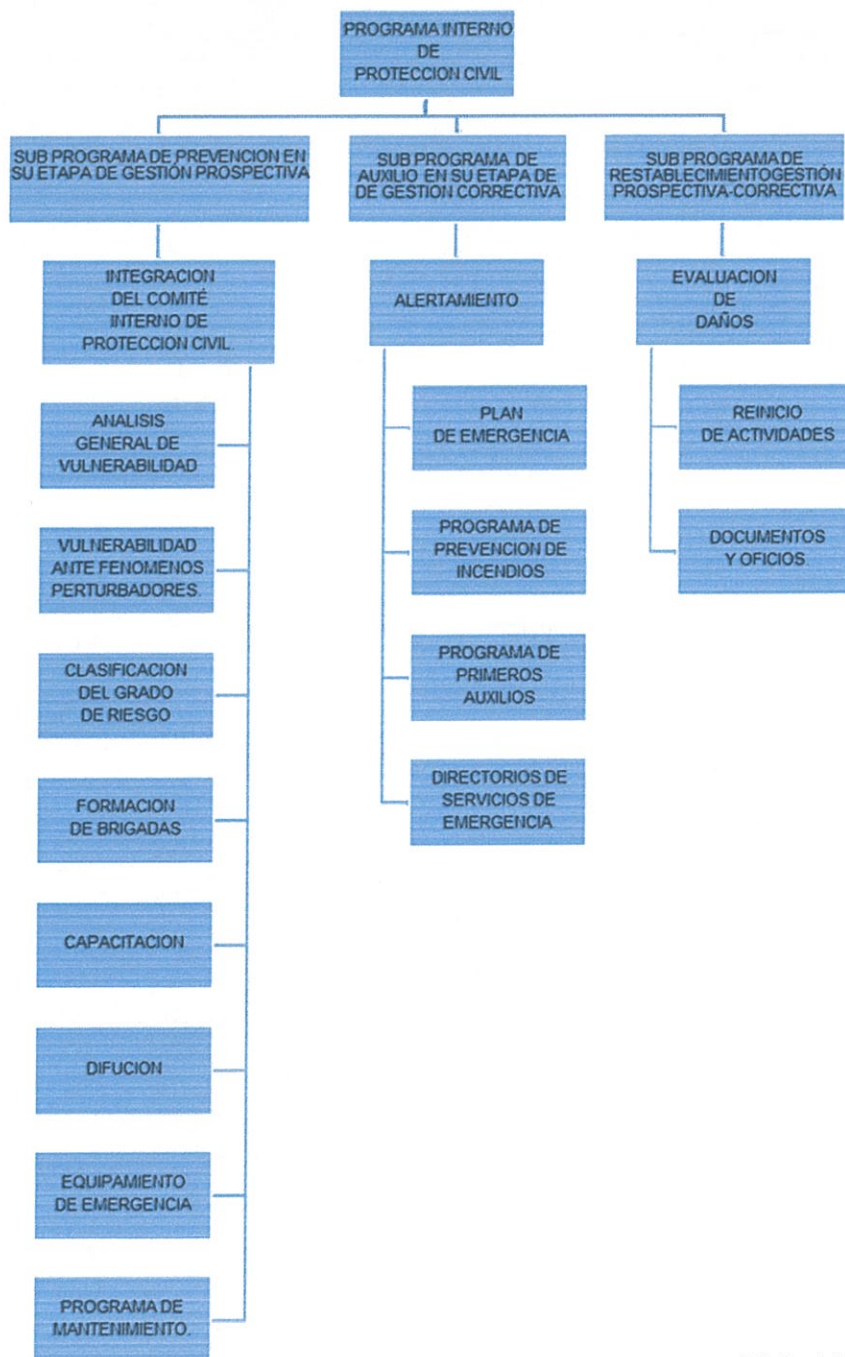 PROGRAMA INTERNO
DE
PROTECCION CIVIL
SUB PROGRAMA DE PREVENCION EN
SU ETAPA DE GESTIÓN PROSPECTIVA
INTEGRACION
DEL COMITÉ
INTERNO DE
PROTECCION CIVIL.
ANALISIS
GENERAL DE
VULNERABILIDAD
VULNERABILIDAD
ANTE FENOMENOS
PERTURBADORES.
CLASIFICACION
DEL GRADO
DE RIESGO
FORMACION
DE BRIGADAS
CAPACITACION
DIFUCION
EQUIPAMIENTO
DE EMERGENCIA
PROGRAMA DE
MANTENIMIENTO.
SUB PROGRAMA DE
AUXILIO EN SU ETAPA DE
DE GESTION CORRECTIVA
ALERTAMIENTO
PLAN
DE EMERGENCIA
PROGRAMA DE
PREVENCION DE
INCENDIOS
PROGRAMA DE
PRIMEROS
AUXILIOS
DIRECTORIOS DE
SERVICIOS DE
EMERGENCIA
SUB PROGRAMA DE
RESTABLECIMIENTOGESTIÓN
PROSPECTIVA-CORRECTIVA
EVALUACION
DE
DAÑOS
REINICIO
DE ACTIVIDADES
DOCUMENTOS
Y OFICIOS.